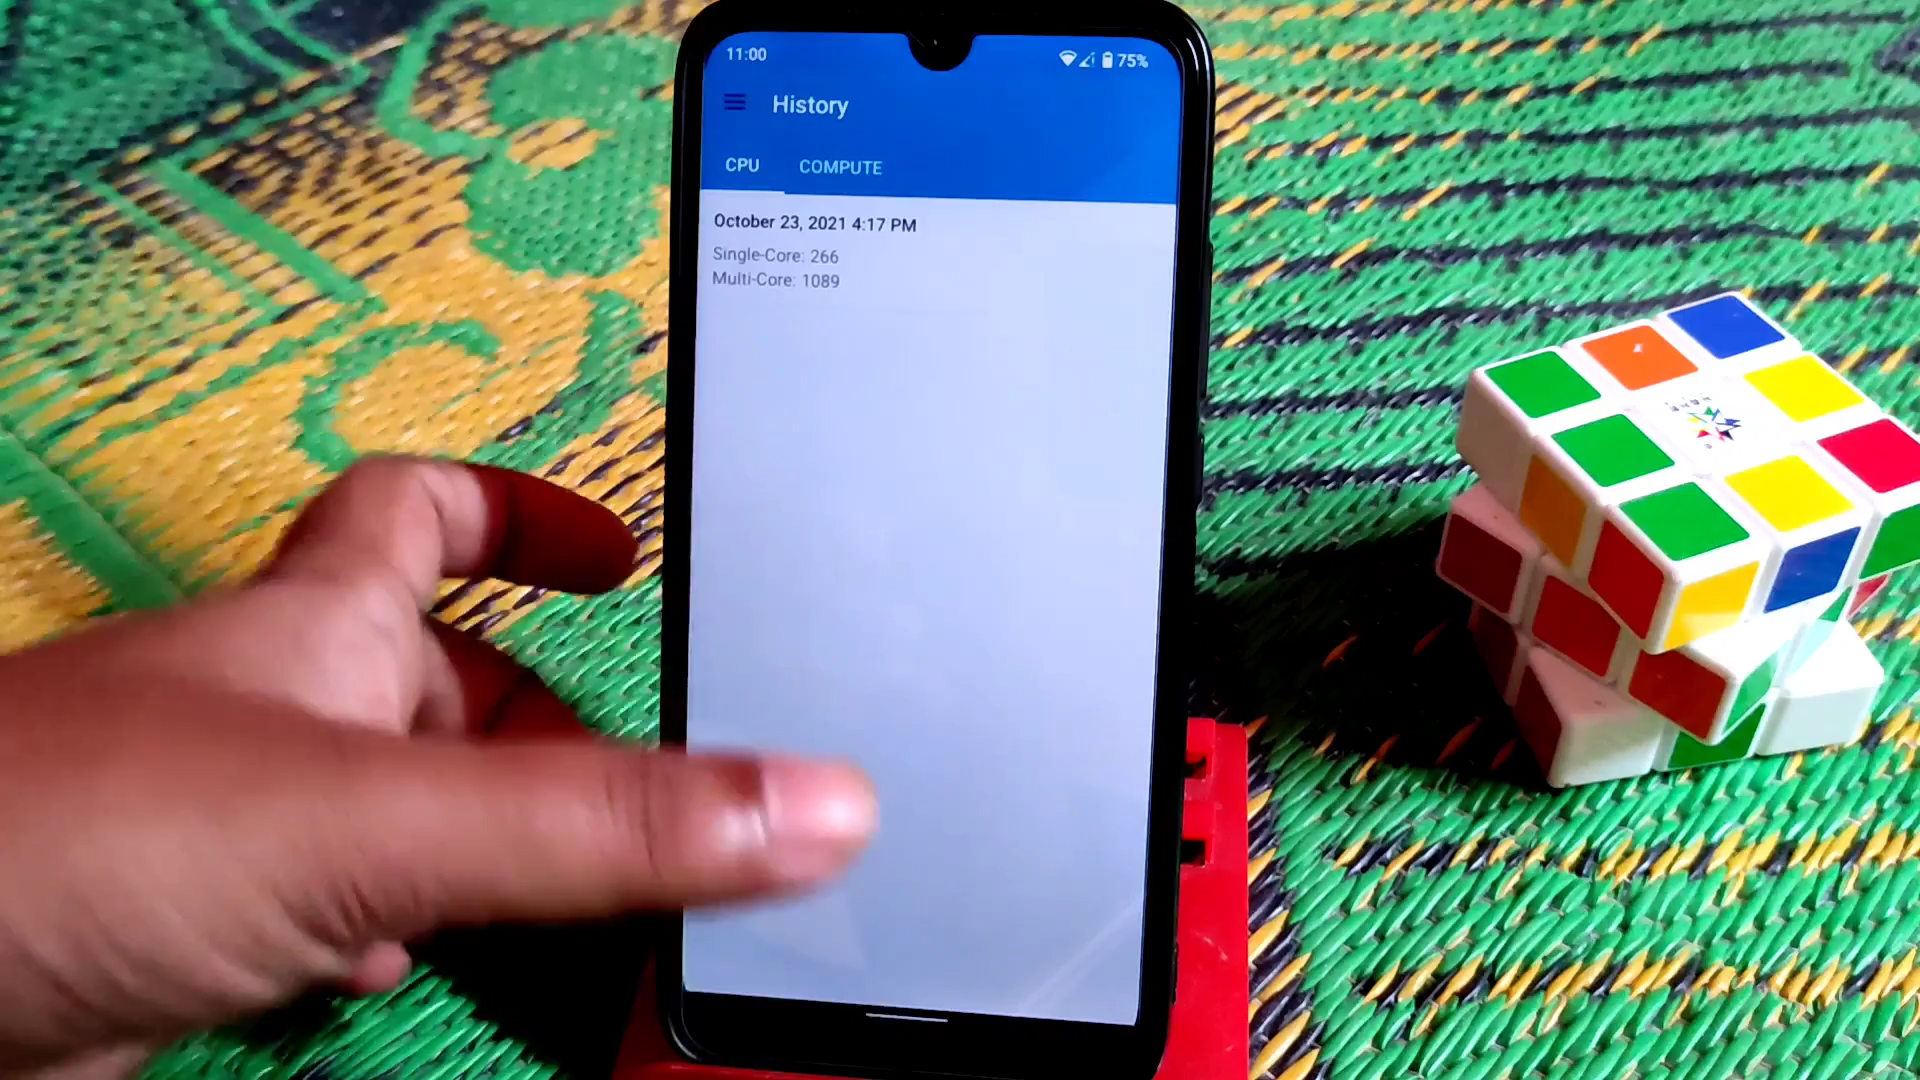 11:00
75%
History
CPU COMPUTE
October 23, 2021 4:17 PM
Single-Core: 266
Multi-Core: 1089